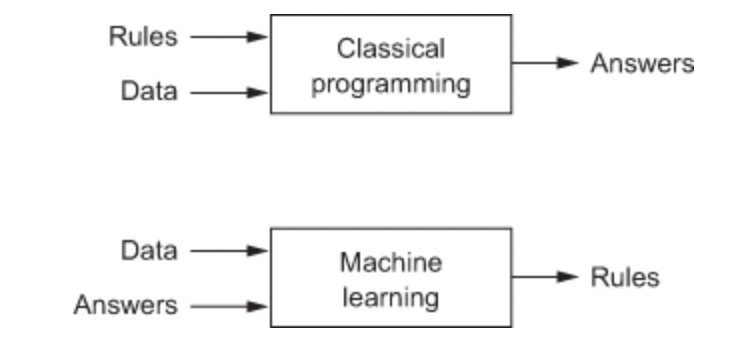 Rules
Data
Classical
programming
Answers
Data
Answers
Machine
learning
Rules